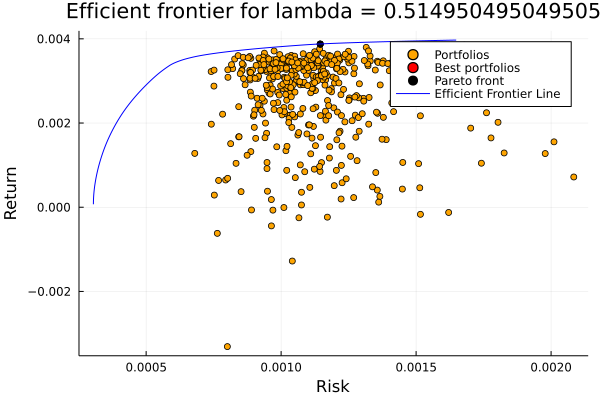 Efficient frontier for lambda = 0.514950495049505
0.004
Portfolios
Best portfolios
Pareto front
Efficient Frontier Line
0.002
Return
0.000
−0.002
0.0005 0.0010 0.0015 0.0020
Risk